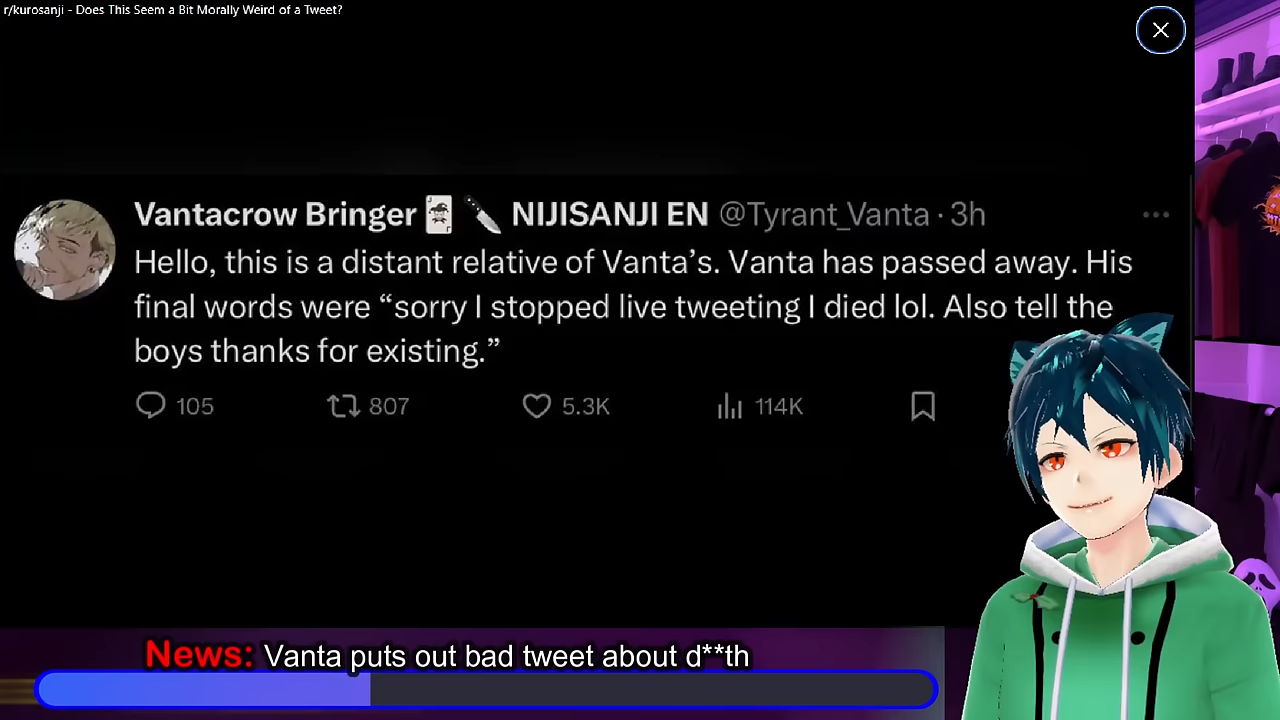 r/kurosanji - Does This Seem a Bit Morally Weird of a Tweet?
Vantacrow Bringer🃏🔪 NIJISANJI EN @Tyrant_Vanta · 3h
Hello, this is a distant relative of Vanta’s. Vanta has passed away. His
final words were “sorry I stopped live tweeting I died lol. Also tell the
boys thanks for existing.”
105 807 5.3K 114K
News: Vanta puts out bad tweet about d**th